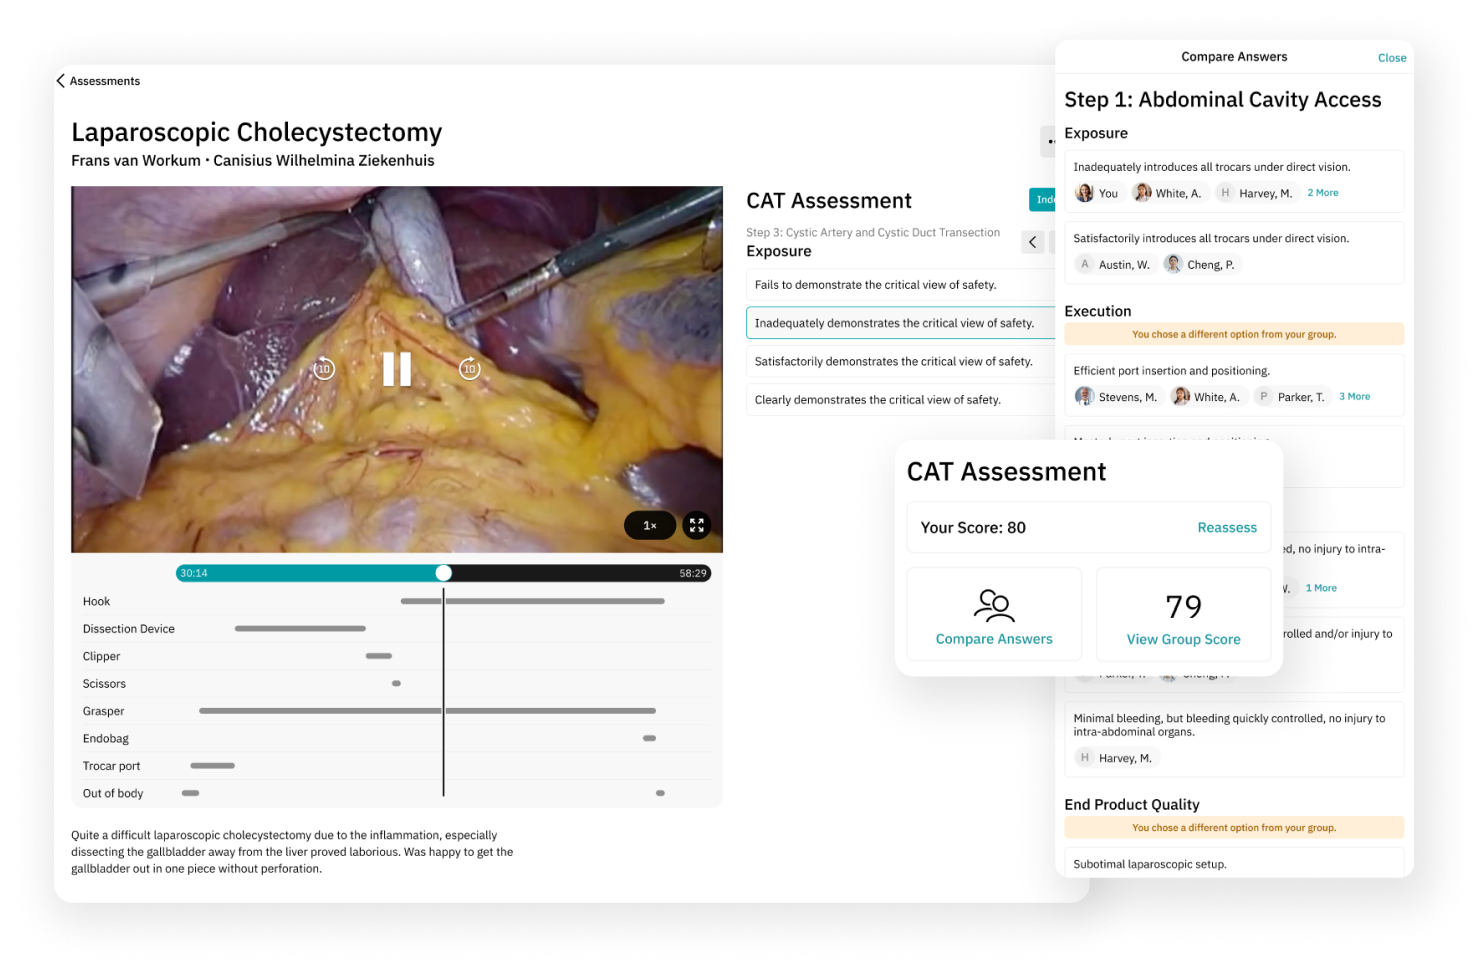 Assessments
Laparoscopic Cholecystectomy
Frans van Workum • Canisius Wilhelmina Ziekenhuis
10
10
1×
30:14
58:29
Hook
Dissection Device
Clipper
Scissors
Grasper
Endobag
Trocar port
Out of body
Quite a difficult laparoscopic cholecystectomy due to the inflammation, especially
dissecting the gallbladder away from the liver proved laborious. Was happy to get the
gallbladder out in one piece without perforation.
CAT Assessment
Step 3: Cystic Artery and Cystic Duct Transection
Exposure
Fails to demonstrate the critical view of safety.
Inadequately demonstrates the critical view of safety.
Satisfactorily demonstrates the critical view of safety.
Clearly demonstrates the critical view of safety.
CAT Assessment
Your Score: 80
Reassess
Compare Answers
79
View Group Score
Compare Answers
Close
Step 1: Abdominal Cavity Access
Exposure
Inadequately introduces all trocars under direct vision.
You White, A. H Harvey, M. 2 More
Satisfactorily introduces all trocars under direct vision.
A Austin, W. Cheng, P.
Execution
You chose a different option from your group.
Efficient port insertion and positioning.
Stevens, M. White, A. P Parker, T. 3 More
no injury to intra-
1 More
and/or injury to
Minimal bleeding, but bleeding quickly controlled, no injury to
intra-abdominal organs.
H Harvey, M.
End Product Quality
You chose a different option from your group.
Subotimal laparoscopic setup.